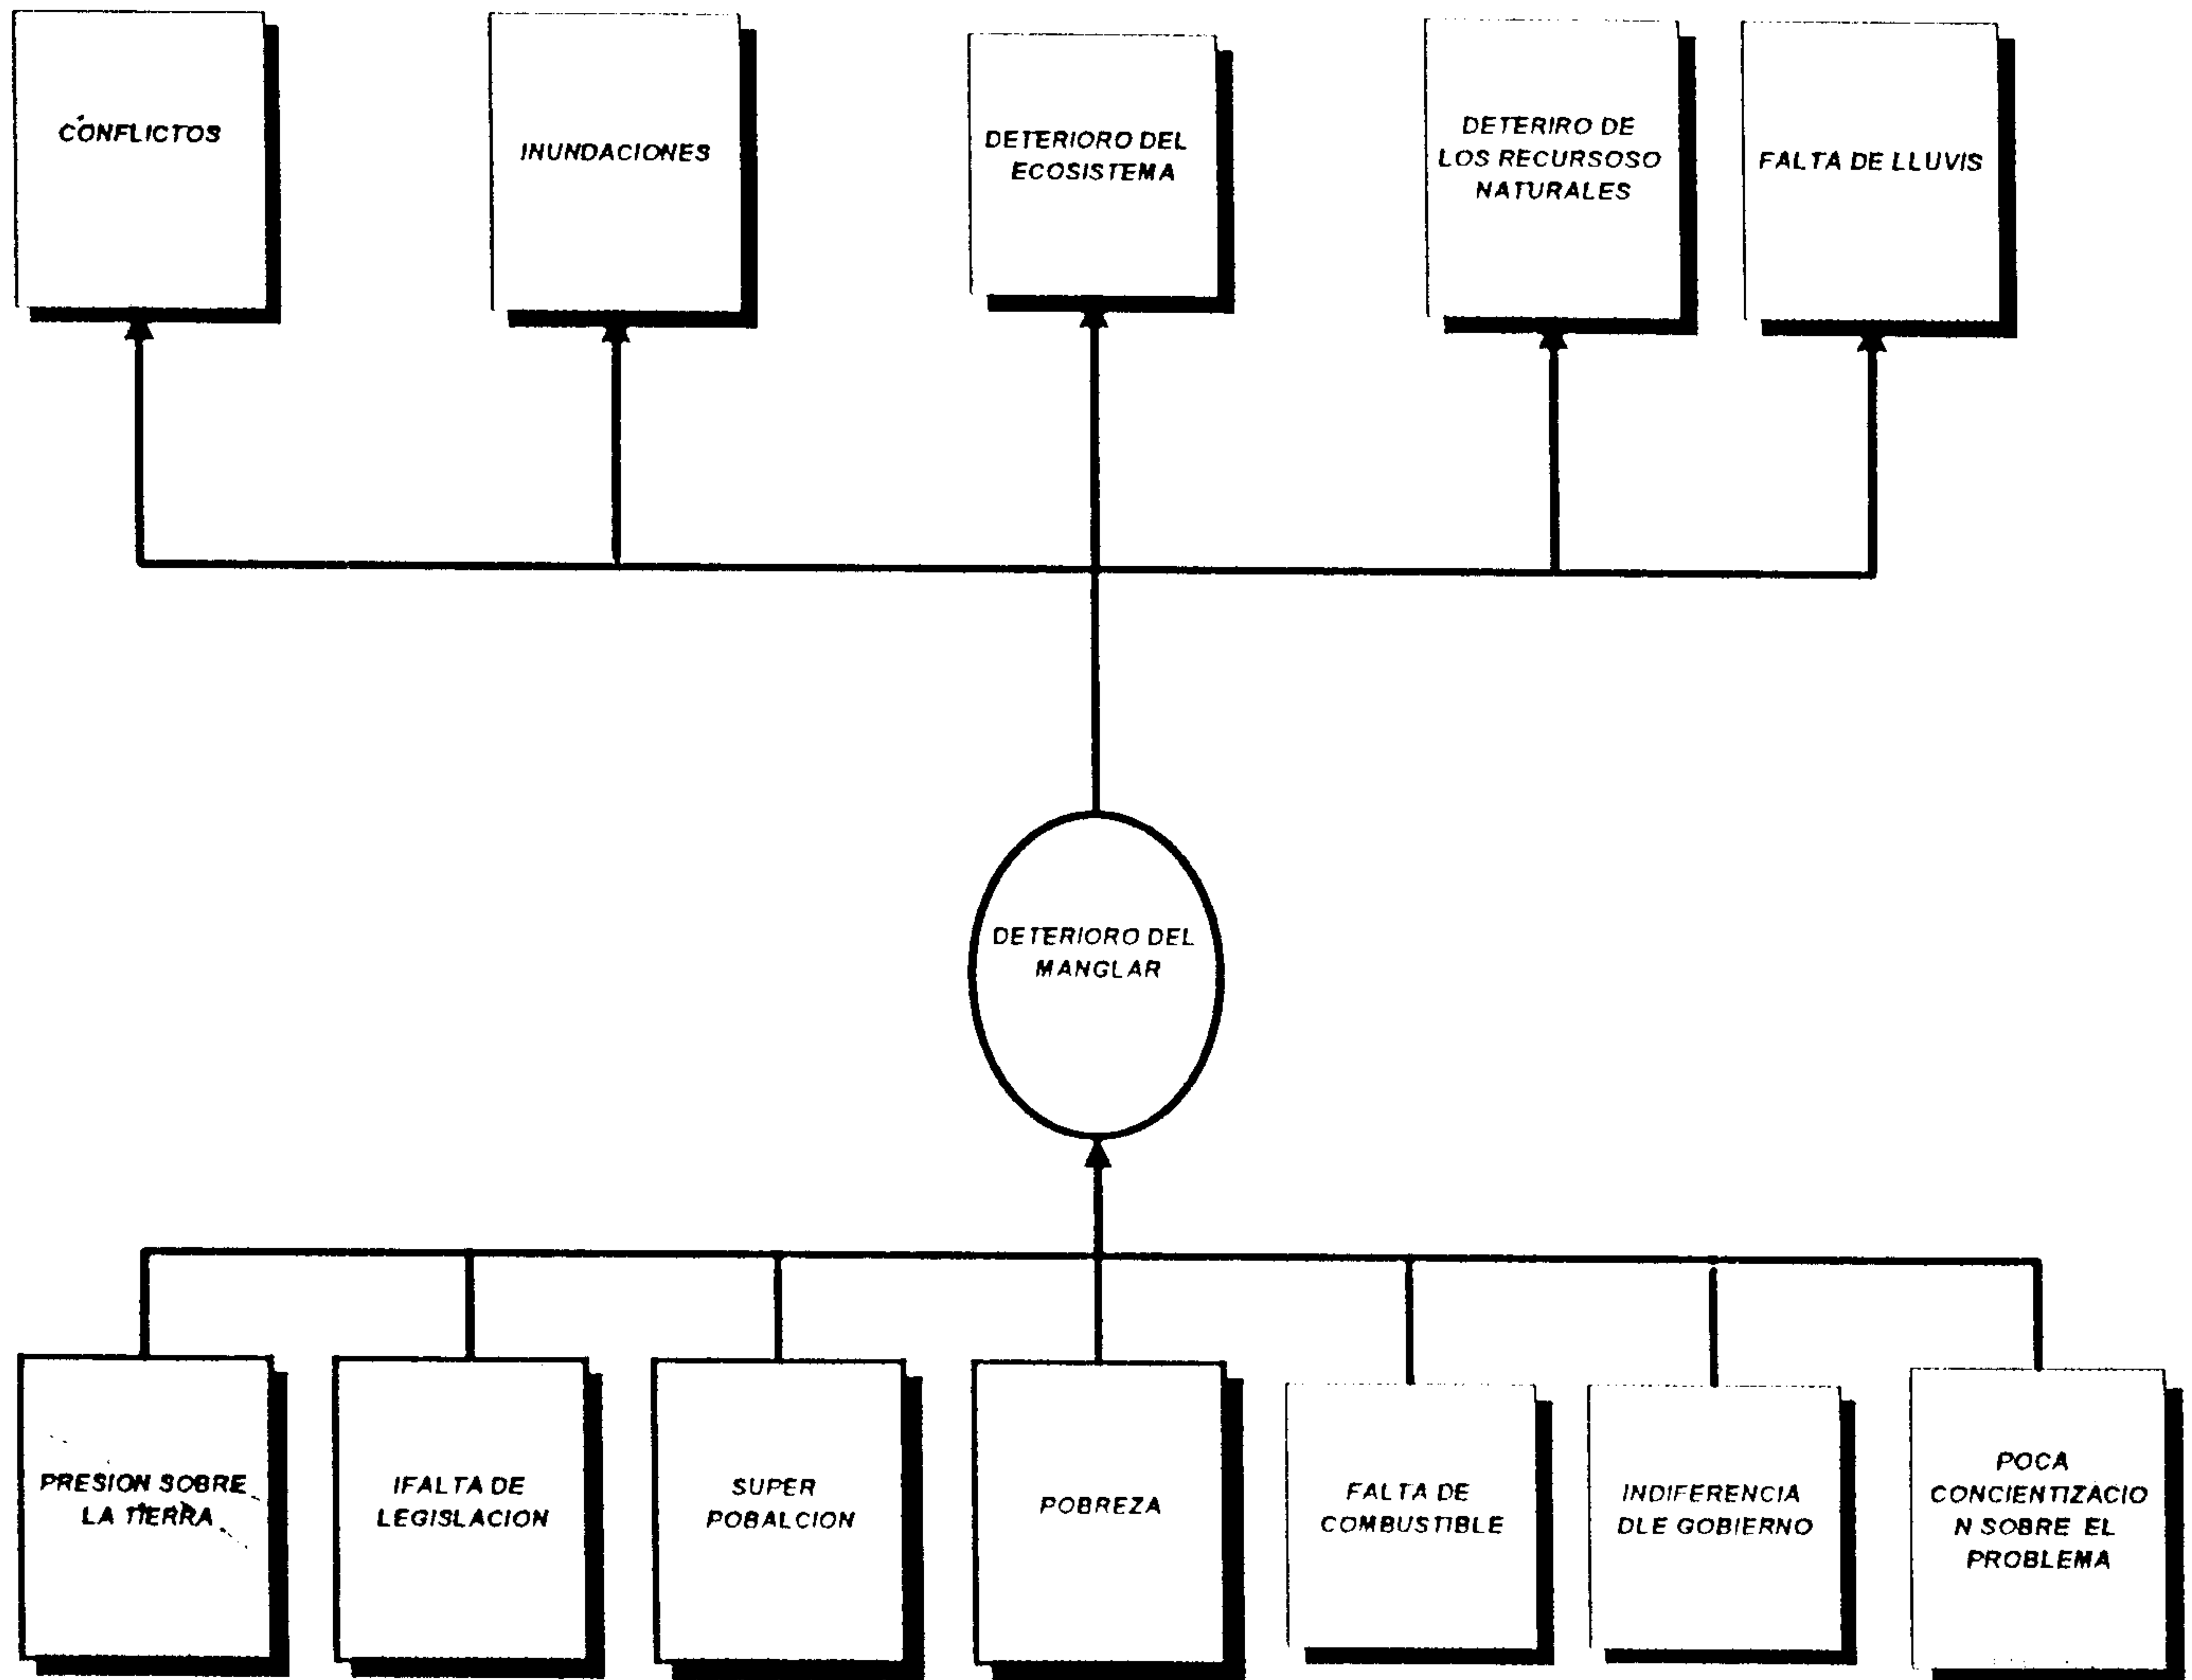 CONFLICTOS
INUNDACIONES
DETERIORO DEL
ECOSISTEMA
DETERIRO DE
LOS RECURSOSO
NATURALES
FALTA DE LLUVIS
DETERIORO DEL
MANGLAR
PRESION SOBRE
LA TIERRA
IFALTA DE
LEGISLACION
SUPER
POBALCION
POBREZA
FALTA DE
COMBUSTIBLE
INDIFERENCIA
DLE GOBIERNO
POCA
CONCIENTIZACIO
N SOBRE EL
PROBLEMA